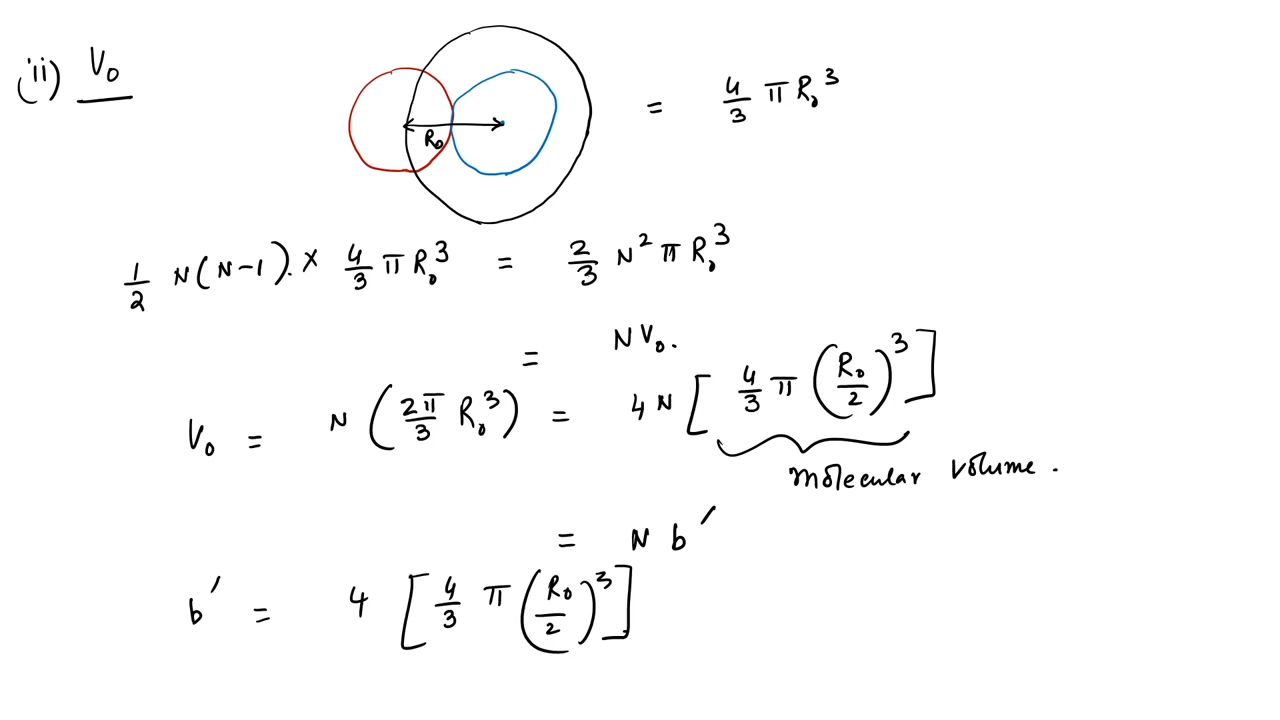 (ii) V₀
R₀
= 4/3 π R₀³
1/2 N(N-1). × 4/3 π R₀³ = 2/3 N² π R₀³
= N V₀.
V₀ = N (2π/3 R₀³) = 4N [4/3 π (R₀/2)³]
molecular volume.
= N b′
b′ = 4 [4/3 π (R₀/2)³]